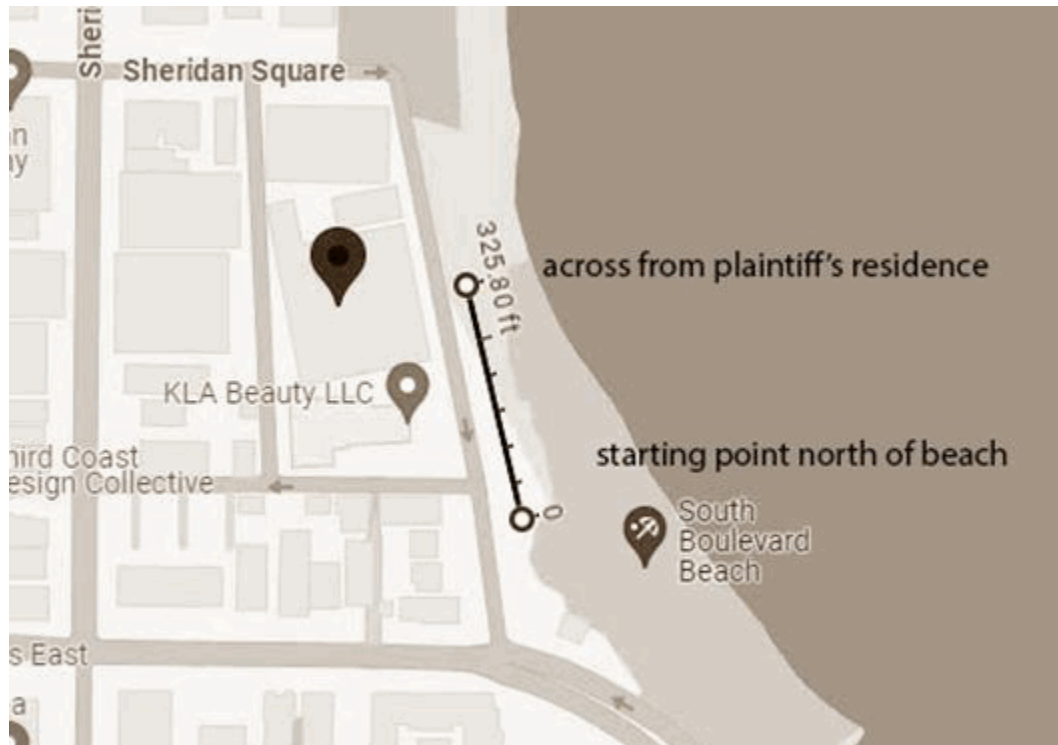 Sheri
Sheridan Square
an
ay
325.80 ft
across from plaintiff's residence
KLA Beauty LLC
hird Coast
esign Collective
starting point north of beach
0
South
Boulevard
Beach
s East
a